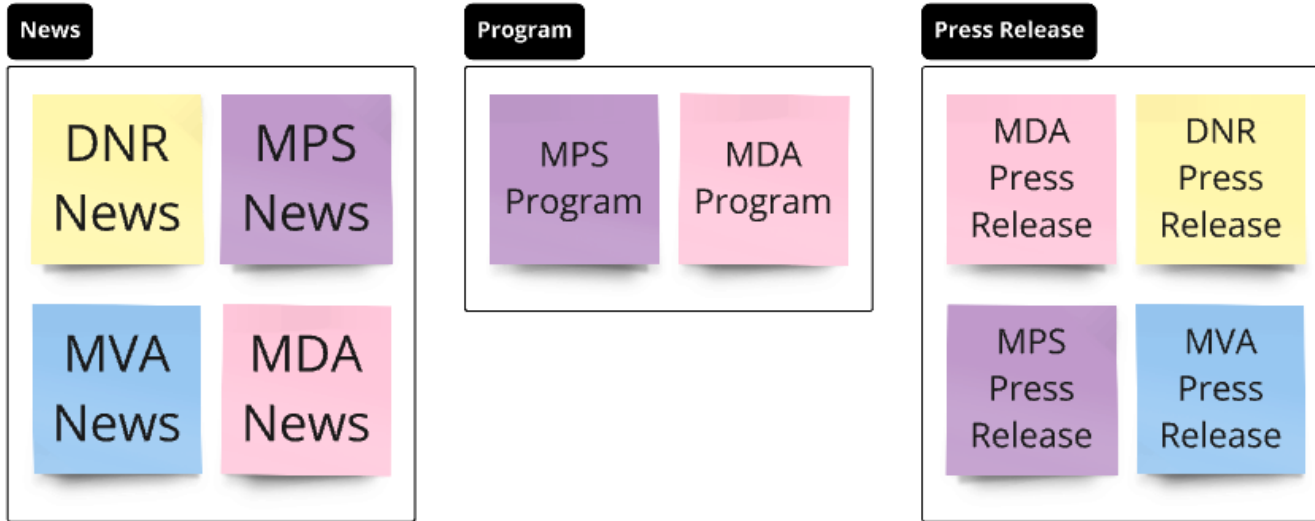 News
DNR
News
MPS
News
MVA
News
MDA
News
Program
MPS
Program
MDA
Program
Press Release
MDA
Press
Release
DNR
Press
Release
MPS
Press
Release
MVA
Press
Release